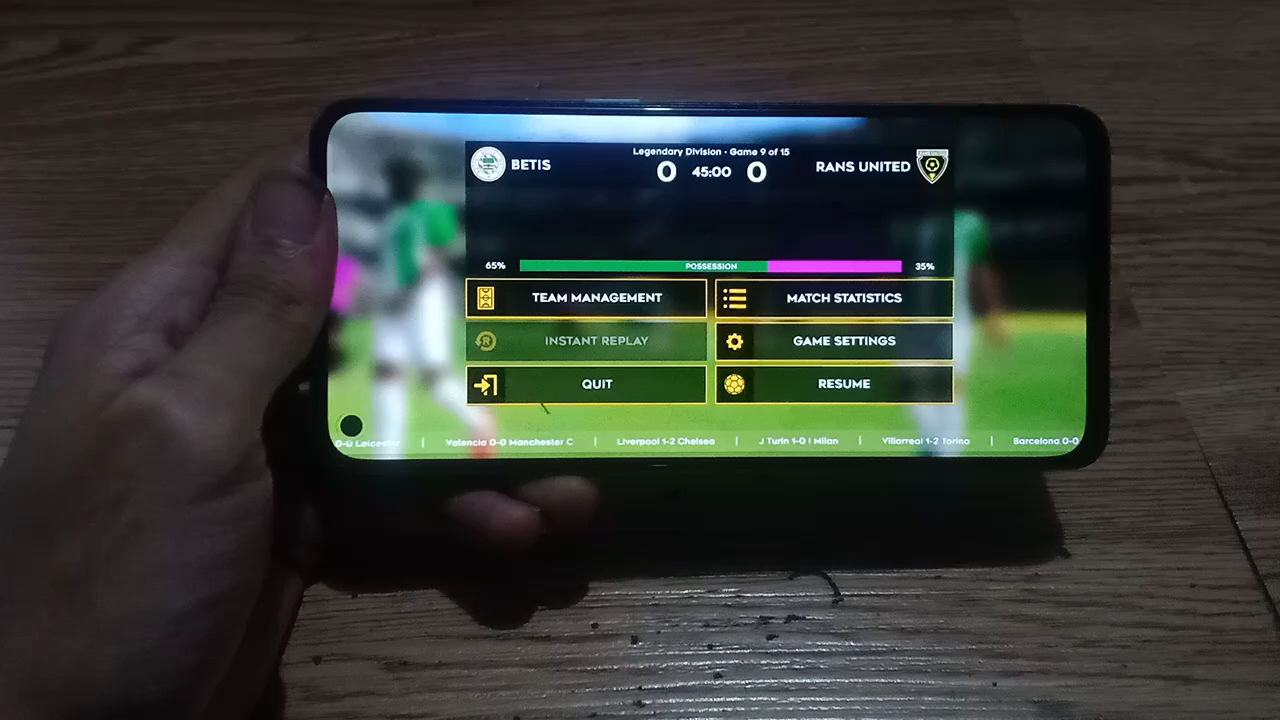 Legendary Division • Game 9 of 15
BETIS 0 45:00 0 RANS UNITED
65% POSSESSION 35%
TEAM MANAGEMENT MATCH STATISTICS
INSTANT REPLAY GAME SETTINGS
QUIT RESUME
0-0 Leicester | Valencia 0-0 Manchester C | Liverpool 1-2 Chelsea | J Turin 1-0 I Milan | Villarreal 1-2 Torino | Barcelona 0-0